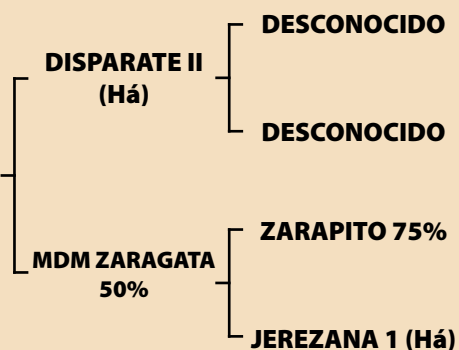 DESCONOCIDO
DISPARATE II
(Há)
DESCONOCIDO
ZARAPITO 75%
MDM ZARAGATA
50%
JEREZANA 1 (Há)